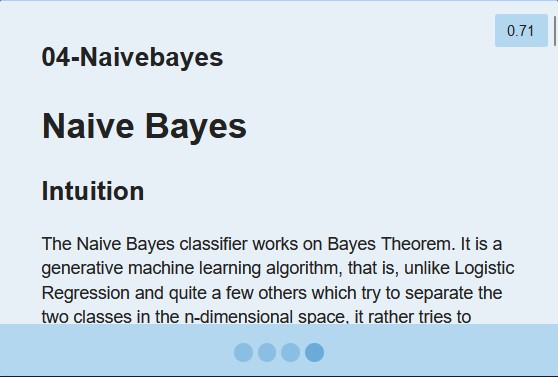 0.71
04-Naivebayes
Naive Bayes
Intuition
The Naive Bayes classifier works on Bayes Theorem. It is a
generative machine learning algorithm, that is, unlike Logistic
Regression and quite a few others which try to separate the
two classes in the n-dimensional space, it rather tries to